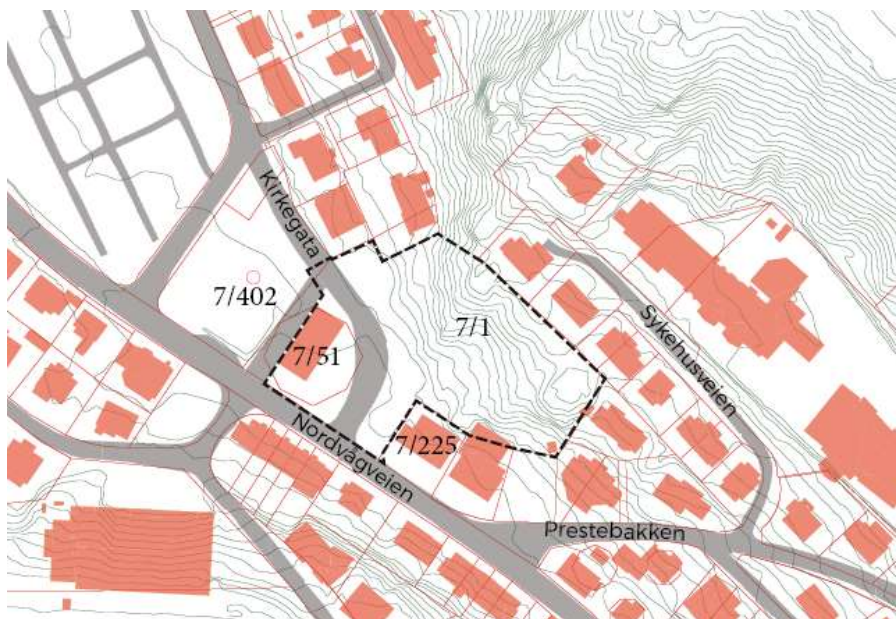 Kirkegata
7/402
7/1
7/51
Sykehusveien
Nordvågveien
7/225
Prestebakken